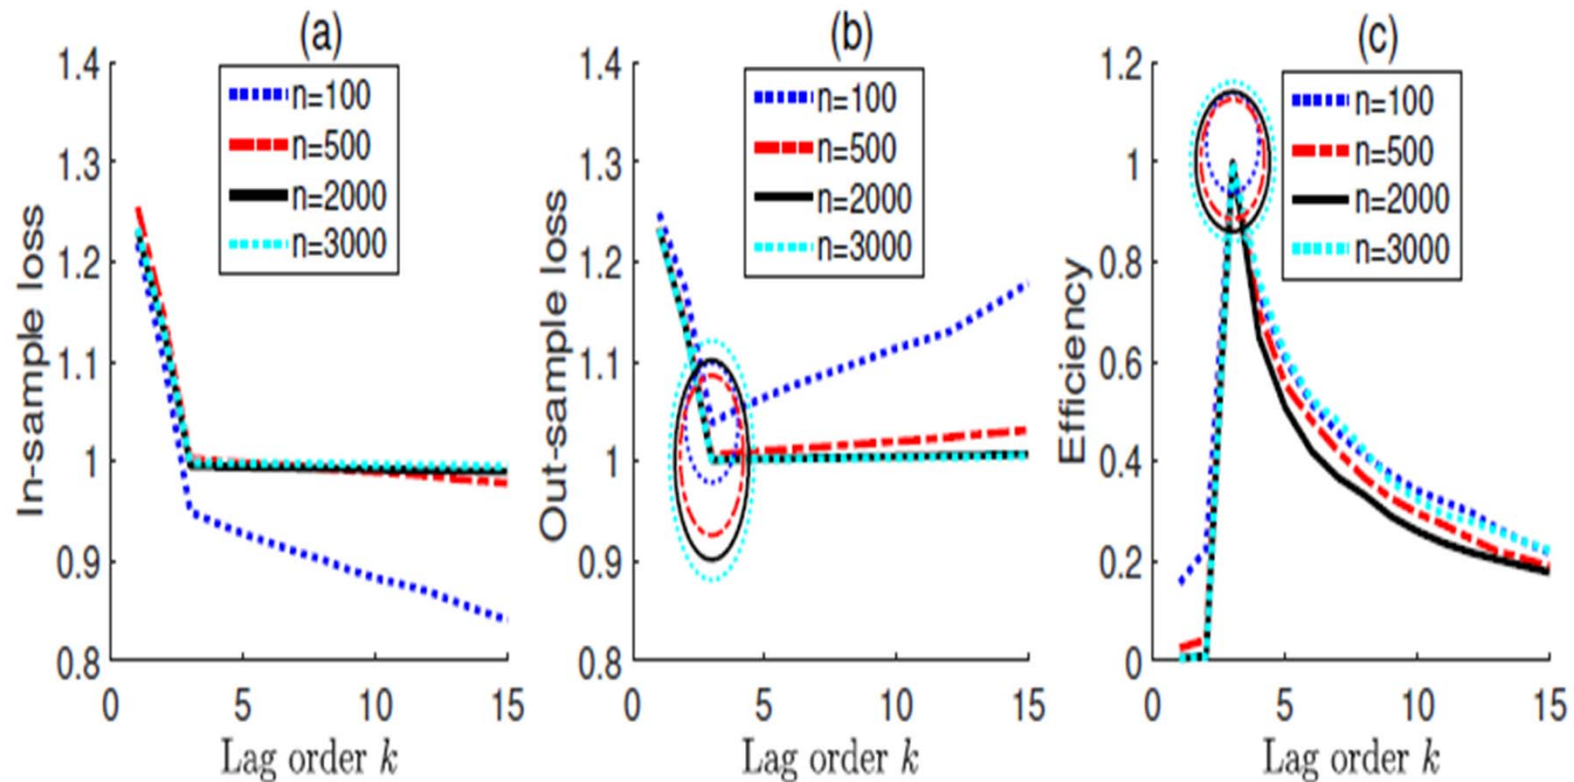 (a)
In-sample loss
1.4
1.3
1.2
1.1
1
0.9
0.8
n=100
n=500
n=2000
n=3000
0 5 10 15
Lag order k
(b)
Out-sample loss
1.4
1.3
1.2
1.1
1
0.9
0.8
n=100
n=500
n=2000
n=3000
0 5 10 15
Lag order k
(c)
Efficiency
1.2
1
0.8
0.6
0.4
0.2
0
n=100
n=500
n=2000
n=3000
0 5 10 15
Lag order k